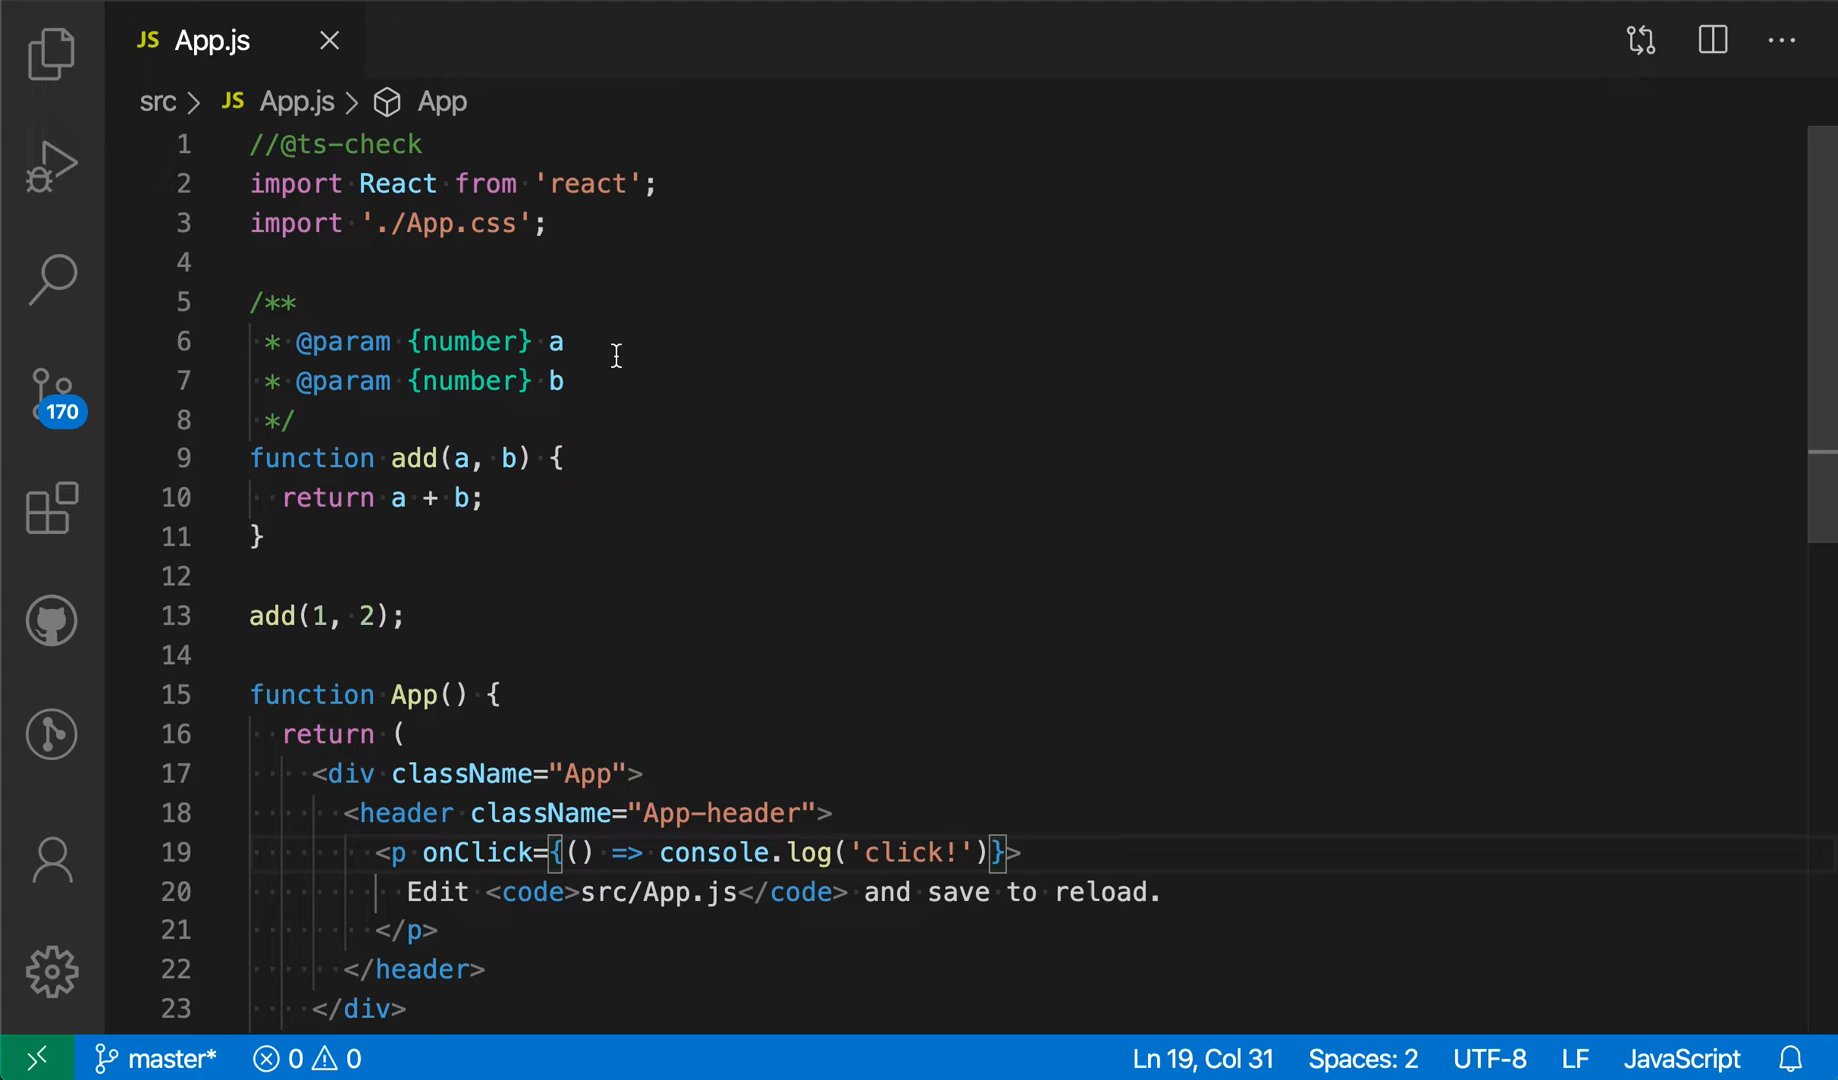 JS App.js
src > JS App.js > App
1 //@ts-check
2 import React from 'react';
3 import './App.css';
4
5 /**
6 * @param {number} a
7 * @param {number} b
8 */
9 function add(a, b) {
10 return a + b;
11 }
12
13 add(1, 2);
14
15 function App() {
16 return (
17 <div className="App">
18 <header className="App-header">
19 <p onClick={() => console.log('click!')}>
20 Edit <code>src/App.js</code> and save to reload.
21 </p>
22 </header>
23 </div>
170
master* 0 0 Ln 19, Col 31 Spaces: 2 UTF-8 LF JavaScript